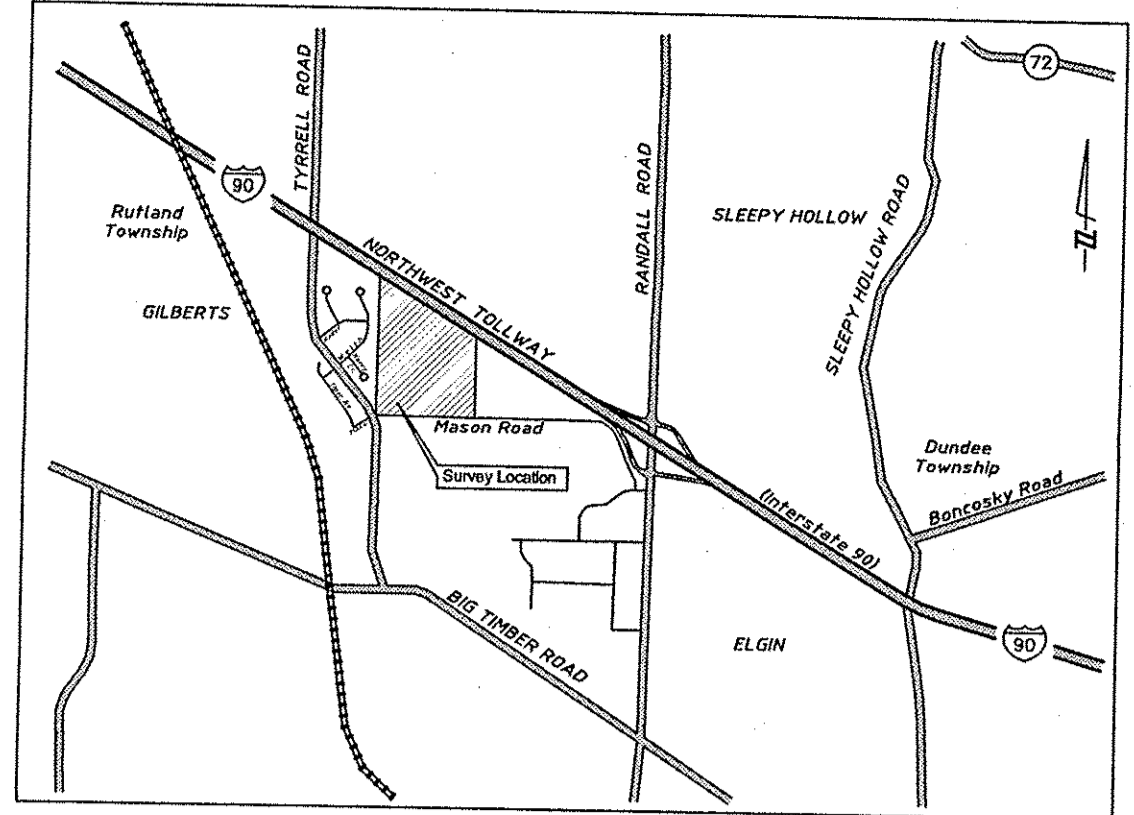 72
TYRRELL ROAD
90
RANDALL ROAD
Rutland
Township
SLEEPY HOLLOW
SLEEPY HOLLOW ROAD
N
NORTHWEST TOLLWAY
GILBERTS
Mason Road
Survey Location
Dundee
Township
Boncosky Road
(Interstate 90)
BIG TIMBER ROAD
ELGIN
90